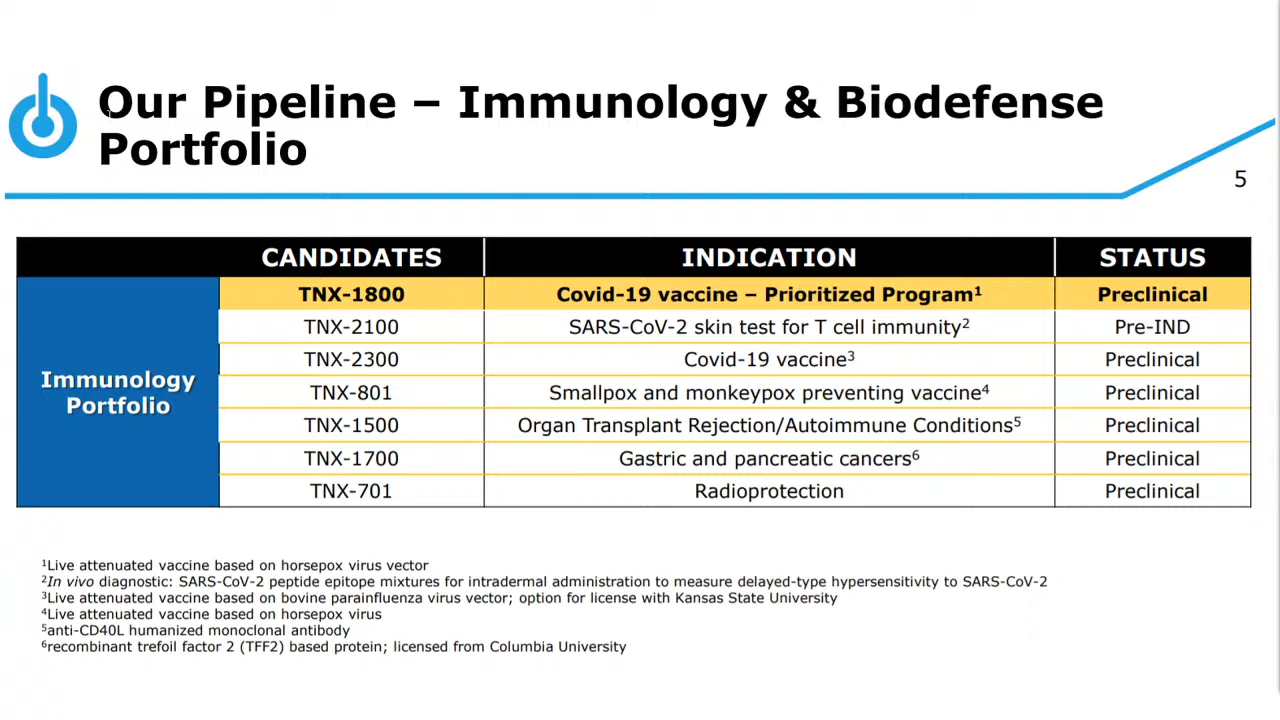 Our Pipeline – Immunology & Biodefense
Portfolio
5
CANDIDATES INDICATION STATUS
Immunology
Portfolio
TNX-1800 Covid-19 vaccine – Prioritized Program¹ Preclinical
TNX-2100 SARS-CoV-2 skin test for T cell immunity² Pre-IND
TNX-2300 Covid-19 vaccine³ Preclinical
TNX-801 Smallpox and monkeypox preventing vaccine⁴ Preclinical
TNX-1500 Organ Transplant Rejection/Autoimmune Conditions⁵ Preclinical
TNX-1700 Gastric and pancreatic cancers⁶ Preclinical
TNX-701 Radioprotection Preclinical
¹Live attenuated vaccine based on horsepox virus vector
²In vivo diagnostic: SARS-CoV-2 peptide epitope mixtures for intradermal administration to measure delayed-type hypersensitivity to SARS-CoV-2
³Live attenuated vaccine based on bovine parainfluenza virus vector; option for license with Kansas State University
⁴Live attenuated vaccine based on horsepox virus
⁵anti-CD40L humanized monoclonal antibody
⁶recombinant trefoil factor 2 (TFF2) based protein; licensed from Columbia University